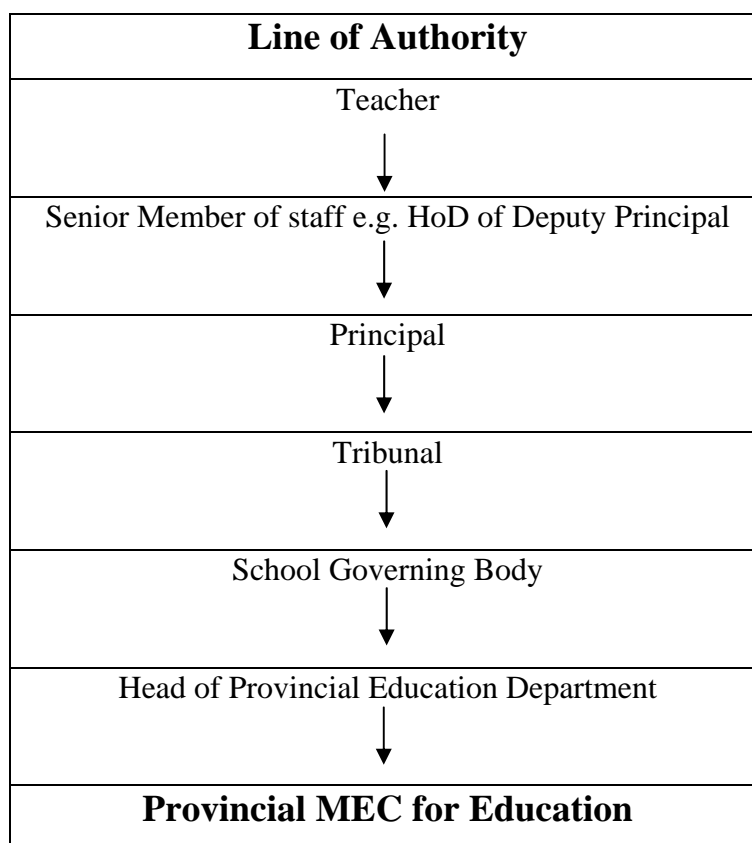 Line of Authority
Teacher
Senior Member of staff e.g. HoD of Deputy Principal
Principal
Tribunal
School Governing Body
Head of Provincial Education Department
Provincial MEC for Education